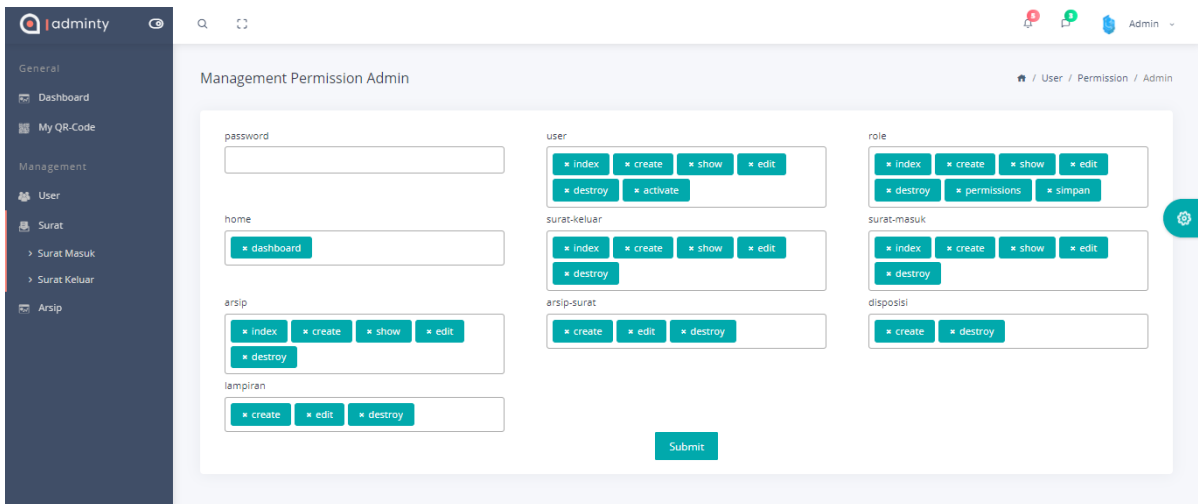 adminty
5
3
Admin
General
Dashboard
My QR-Code
Management
User
Surat
Surat Masuk
Surat Keluar
Arsip
Management Permission Admin
/ User / Permission / Admin
password
user
× index × create × show × edit
× destroy × activate
role
× index × create × show × edit
× destroy × permissions × simpan
home
× dashboard
surat-keluar
× index × create × show × edit
× destroy
surat-masuk
× index × create × show × edit
× destroy
arsip
× index × create × show × edit
× destroy
arsip-surat
× create × edit × destroy
disposisi
× create × destroy
lampiran
× create × edit × destroy
Submit